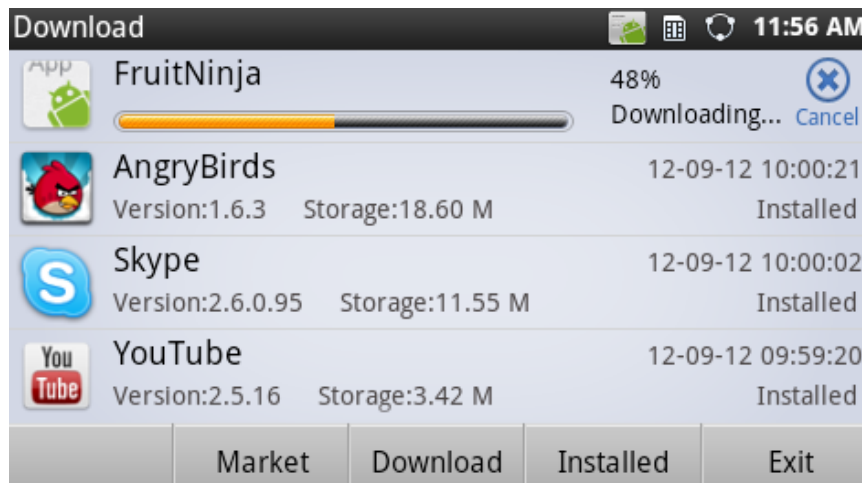 Download 11:56 AM
App
FruitNinja 48%
Downloading... Cancel
AngryBirds 12-09-12 10:00:21
Version:1.6.3 Storage:18.60 M Installed
Skype 12-09-12 10:00:02
S
Version:2.6.0.95 Storage:11.55 M Installed
You
Tube
YouTube 12-09-12 09:59:20
Version:2.5.16 Storage:3.42 M Installed
Market Download Installed Exit